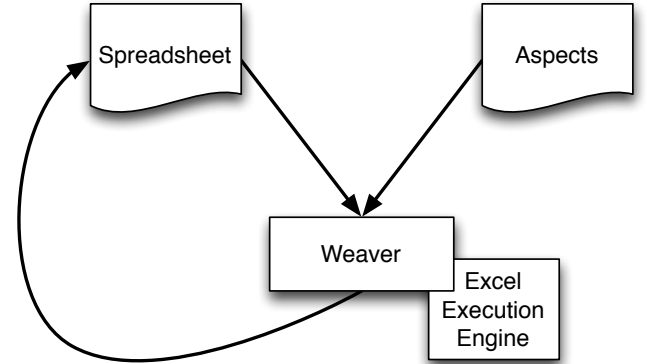 Spreadsheet
Aspects
Weaver
Excel
Execution
Engine